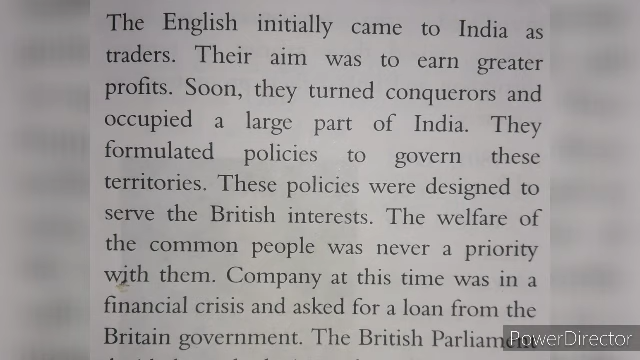 The English initially came to India as
traders. Their aim was to earn greater
profits. Soon, they turned conquerors and
occupied a large part of India. They
formulated policies to govern these
territories. These policies were designed to
serve the British interests. The welfare of
the common people was never a priority
with them. Company at this time was in a
financial crisis and asked for a loan from the
Britain government. The British Parliament
PowerDirector